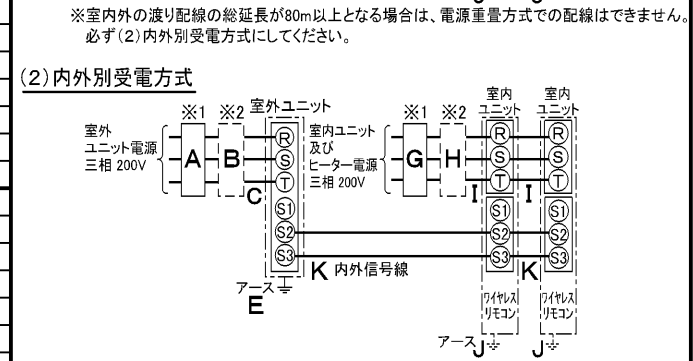 ※室内外の渡り配線の総延長が80m以上となる場合は、電源重畳方式での配線はできません。
必ず(2)内外別受電方式にしてください。
(2)内外別受電方式
※1 ※2 室外ユニット
室外
ユニット電源
三相 200V
A
B
C
R
S
T
S1
S2
S3
アース
E
K 内外信号線
※1 ※2
室内ユニット
及び
ヒーター電源
三相 200V
G
H
I
室内
ユニット
R
S
T
S1
S2
S3
ワイヤレス
リモコン
アース J
I
K
室内
ユニット
R
S
T
S1
S2
S3
ワイヤレス
リモコン
J